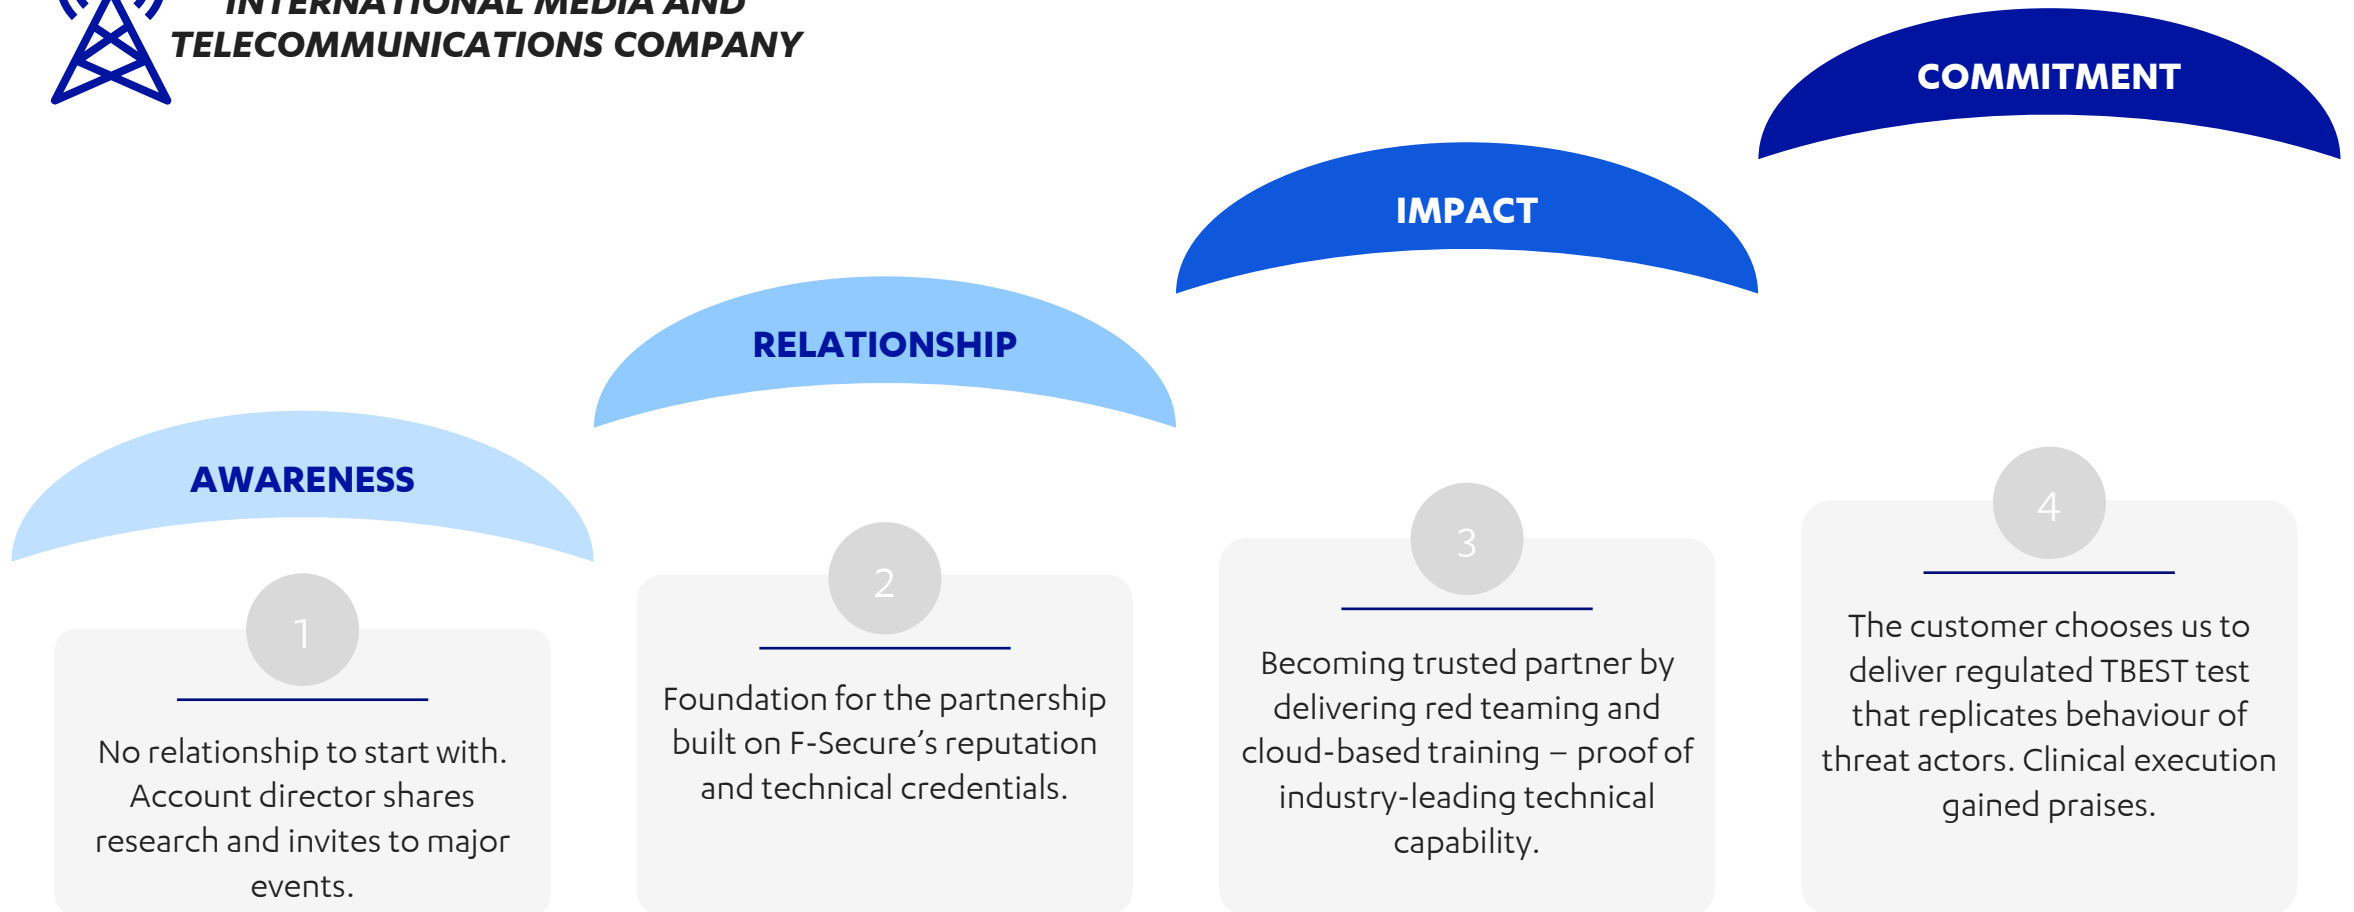 INTERNATIONAL MEDIA AND
TELECOMMUNICATIONS COMPANY
AWARENESS
1
No relationship to start with.
Account director shares
research and invites to major
events.
RELATIONSHIP
2
Foundation for the partnership
built on F-Secure’s reputation
and technical credentials.
IMPACT
3
Becoming trusted partner by
delivering red teaming and
cloud-based training – proof of
industry-leading technical
capability.
COMMITMENT
4
The customer chooses us to
deliver regulated TBEST test
that replicates behaviour of
threat actors. Clinical execution
gained praises.